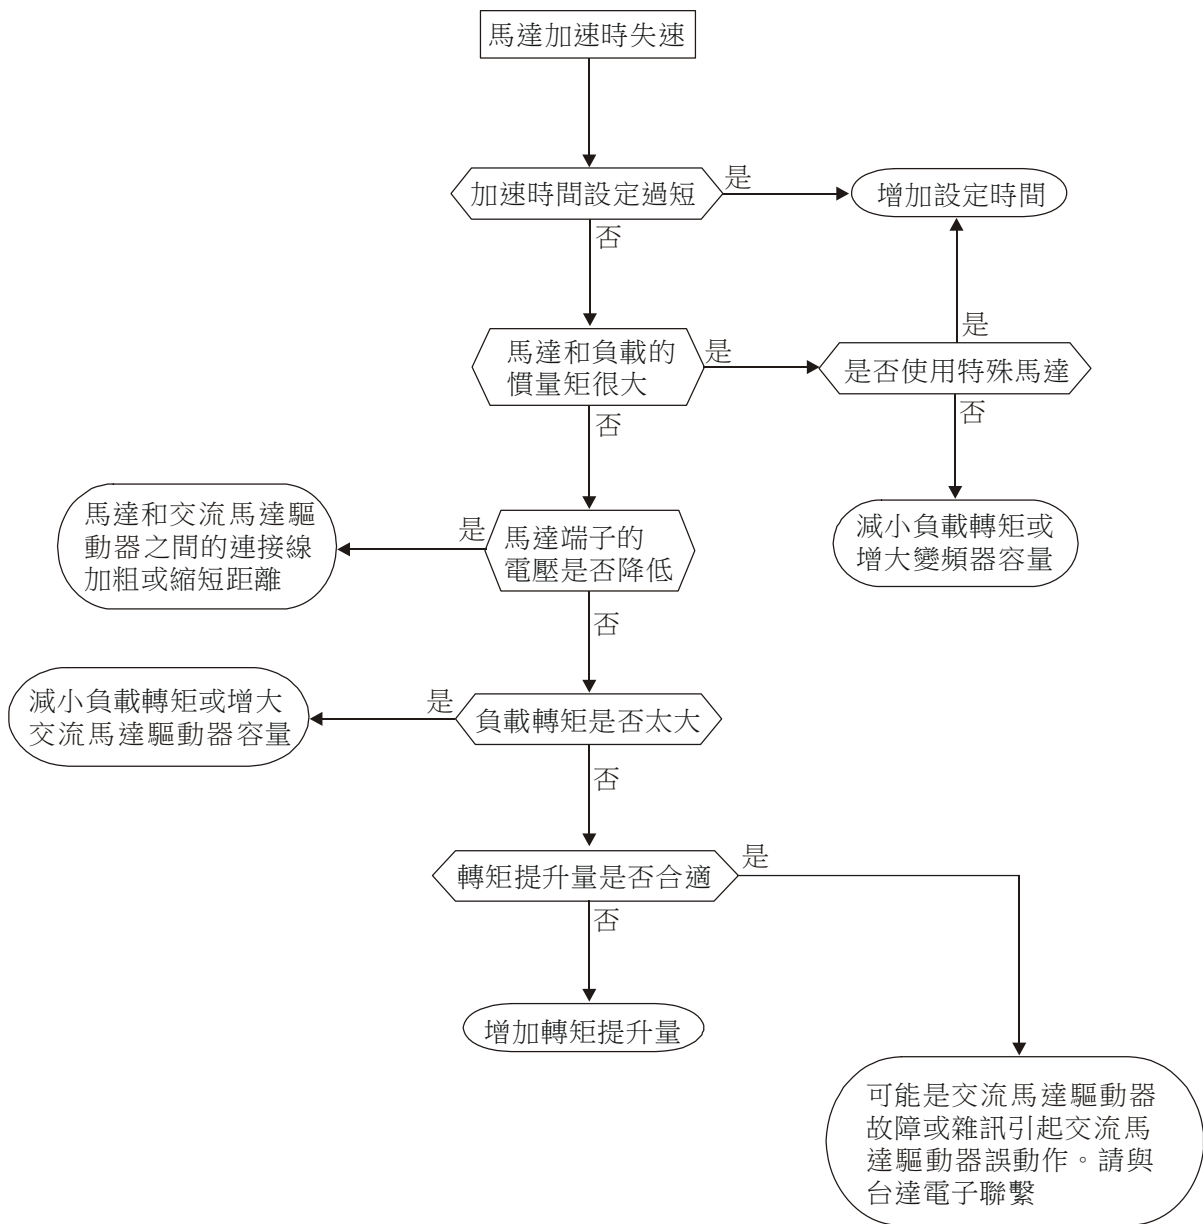 馬達加速時失速
加速時間設定過短
是
增加設定時間
否
馬達和負載的
慣量矩很大
是
是
是否使用特殊馬達
否
否
減小負載轉矩或
增大變頻器容量
馬達和交流馬達驅
動器之間的連接線
加粗或縮短距離
是
馬達端子的
電壓是否降低
否
減小負載轉矩或增大
交流馬達驅動器容量
是
負載轉矩是否太大
否
轉矩提升量是否合適
是
否
增加轉矩提升量
可能是交流馬達驅動器
故障或雜訊引起交流馬
達驅動器誤動作。請與
台達電子聯繫